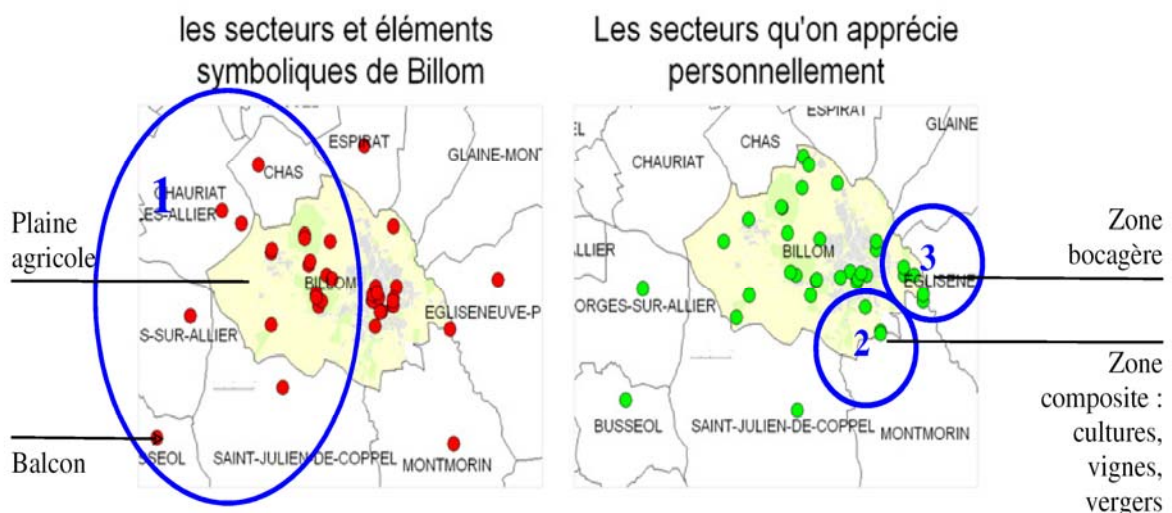 les secteurs et éléments
symboliques de Billom
ESPIRAT
GLAINE-MONT
CHAS
1
CHAURIAT
LES-ALLIER
Plaine
agricole
BILLOM
EGLISENEUVE-P
S-SUR-ALLIER
Balcon
SSEOL
SAINT-JULIEN-DE-COPPEL
MONTMORIN
Les secteurs qu'on apprécie
personnellement
ESPIRAT
GLAINE
CHAS
CHAURIAT
ALLIER
BILLOM
3
Zone
bocagère
EGLISENE
ORGES-SUR-ALLIER
2
BUSSEOL
SAINT-JULIEN-DE-COPPEL
MONTMORIN
Zone
composite :
cultures,
vignes,
vergers